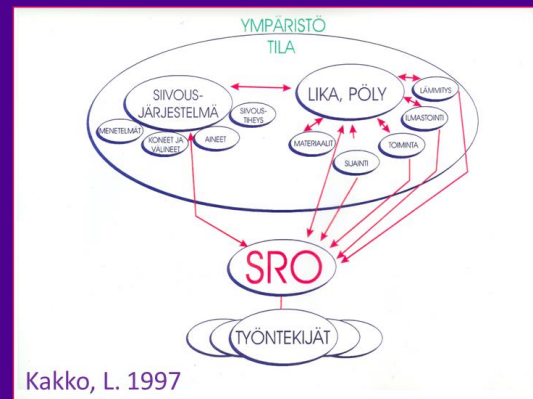 YMPÄRISTÖ
TILA
SIIVOUS-
JÄRJESTELMÄ
SIIVOUS-
TIHEYS
MENETELMÄT
KONEET JA
VÄLINEET
AINEET
LIKA, PÖLY
LÄMMITYS
ILMASTOINTI
MATERIAALIT
SIJAINTI
TOIMINTA
SRO
TYÖNTEKIJÄT
Kakko, L. 1997